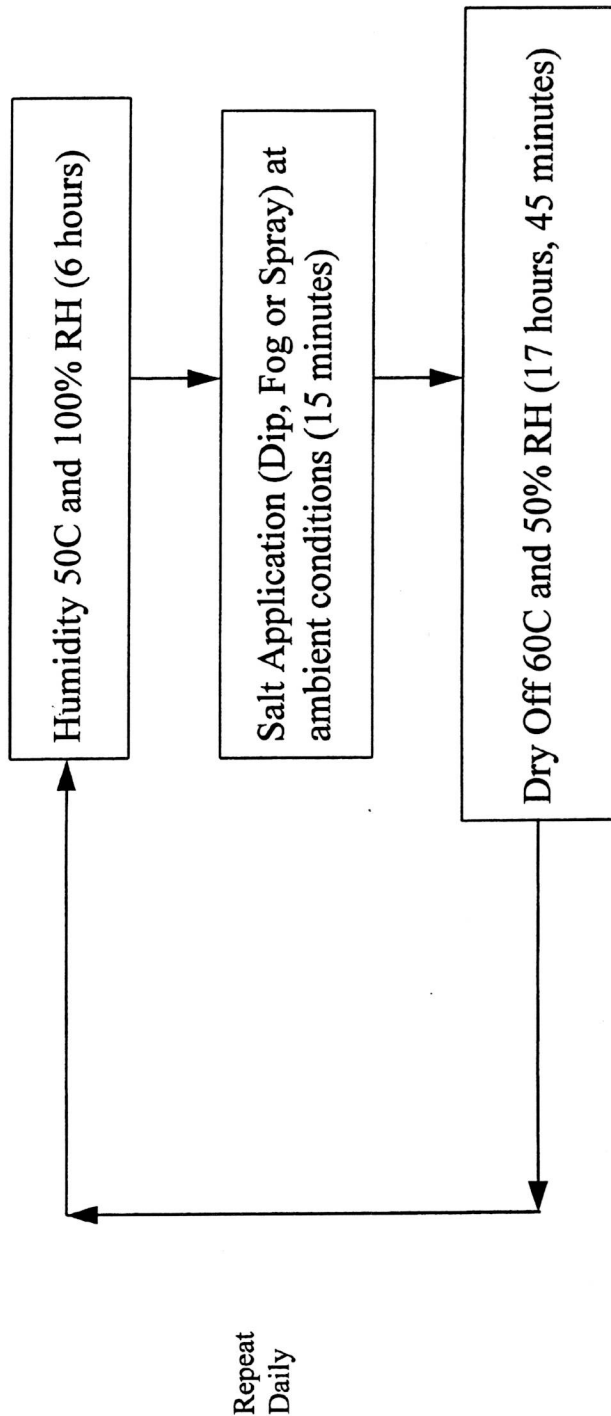 Humidity 50C and 100% RH (6 hours)
Salt Application (Dip, Fog or Spray) at
ambient conditions (15 minutes)
Dry Off 60C and 50% RH (17 hours, 45 minutes)
Repeat
Daily